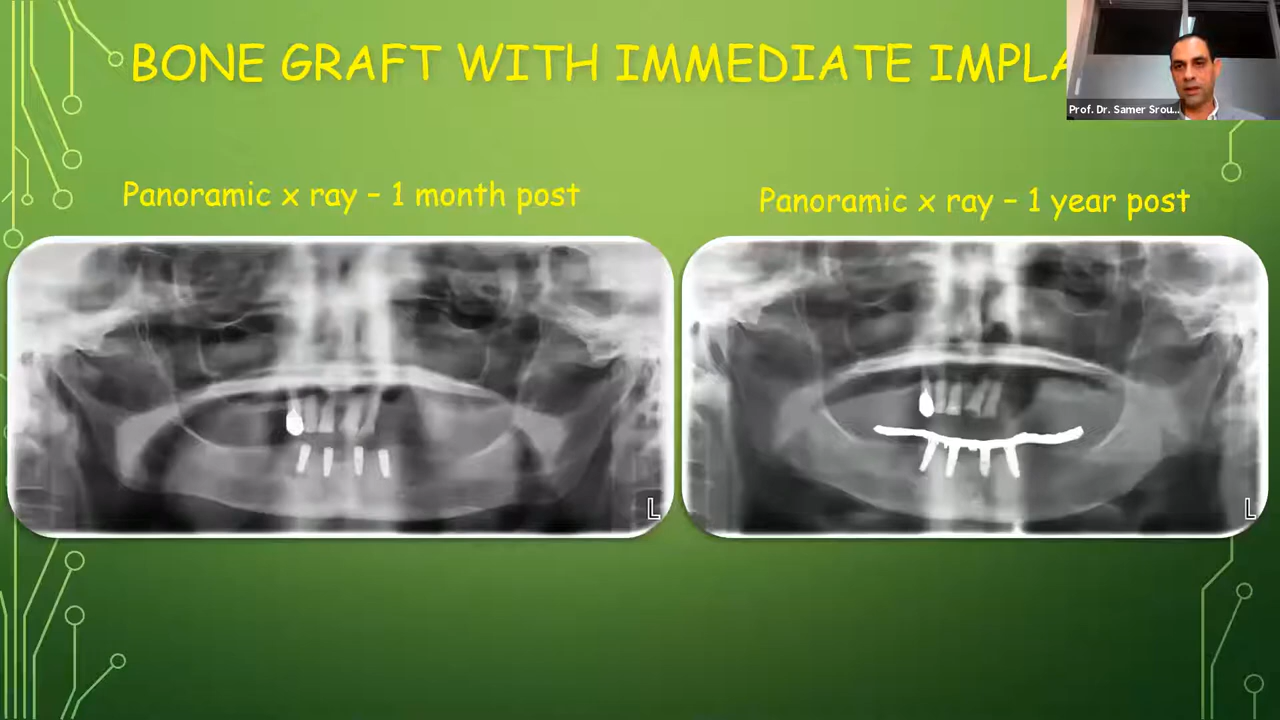 BONE GRAFT WITH IMMEDIATE IMPLA
Prof. Dr. Samer Srou...
Panoramic x ray – 1 month post
Panoramic x ray – 1 year post
L
L